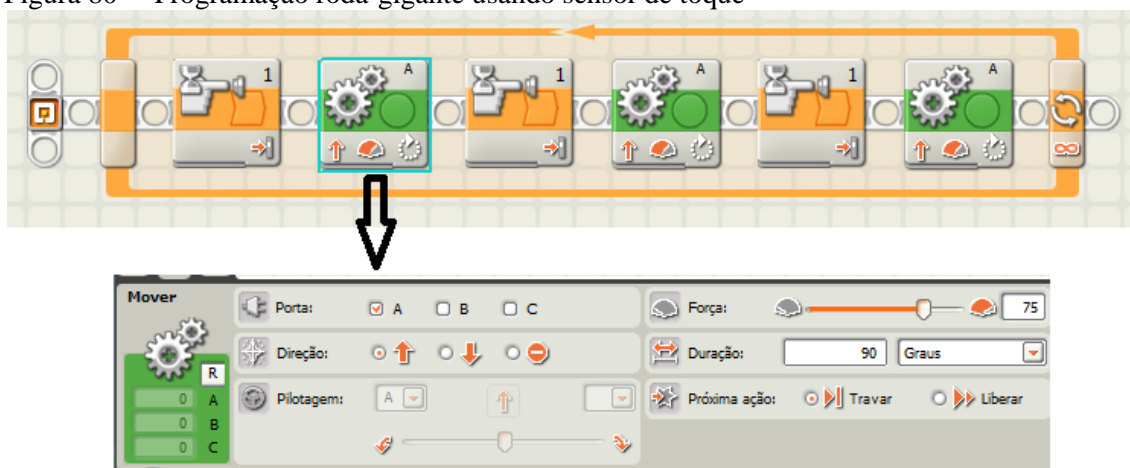 Figura 80 – Programação roda-gigante usando sensor de toque
1 A 1 A 1 A
Mover
Porta: A B C
Força: 75
Direção:
Duração: 90 Graus
R
Pilotagem: A
Próxima ação: Travar Liberar
0 A
0 B
0 C